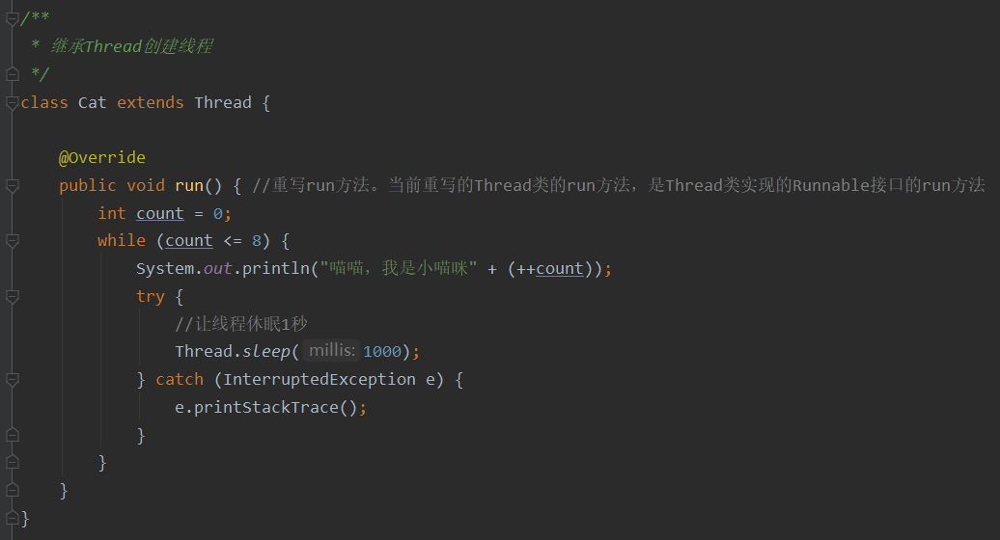 /**
 * 继承Thread创建线程
 */
class Cat extends Thread {

    @Override
    public void run() { //重写run方法。当前重写的Thread类的run方法，是Thread类实现的Runnable接口的run方法
        int count = 0;
        while (count <= 8) {
            System.out.println("喵喵，我是小喵咪" + (++count));
            try {
                //让线程休眠1秒
                Thread.sleep( millis: 1000);
            } catch (InterruptedException e) {
                e.printStackTrace();
            }
        }
    }
}